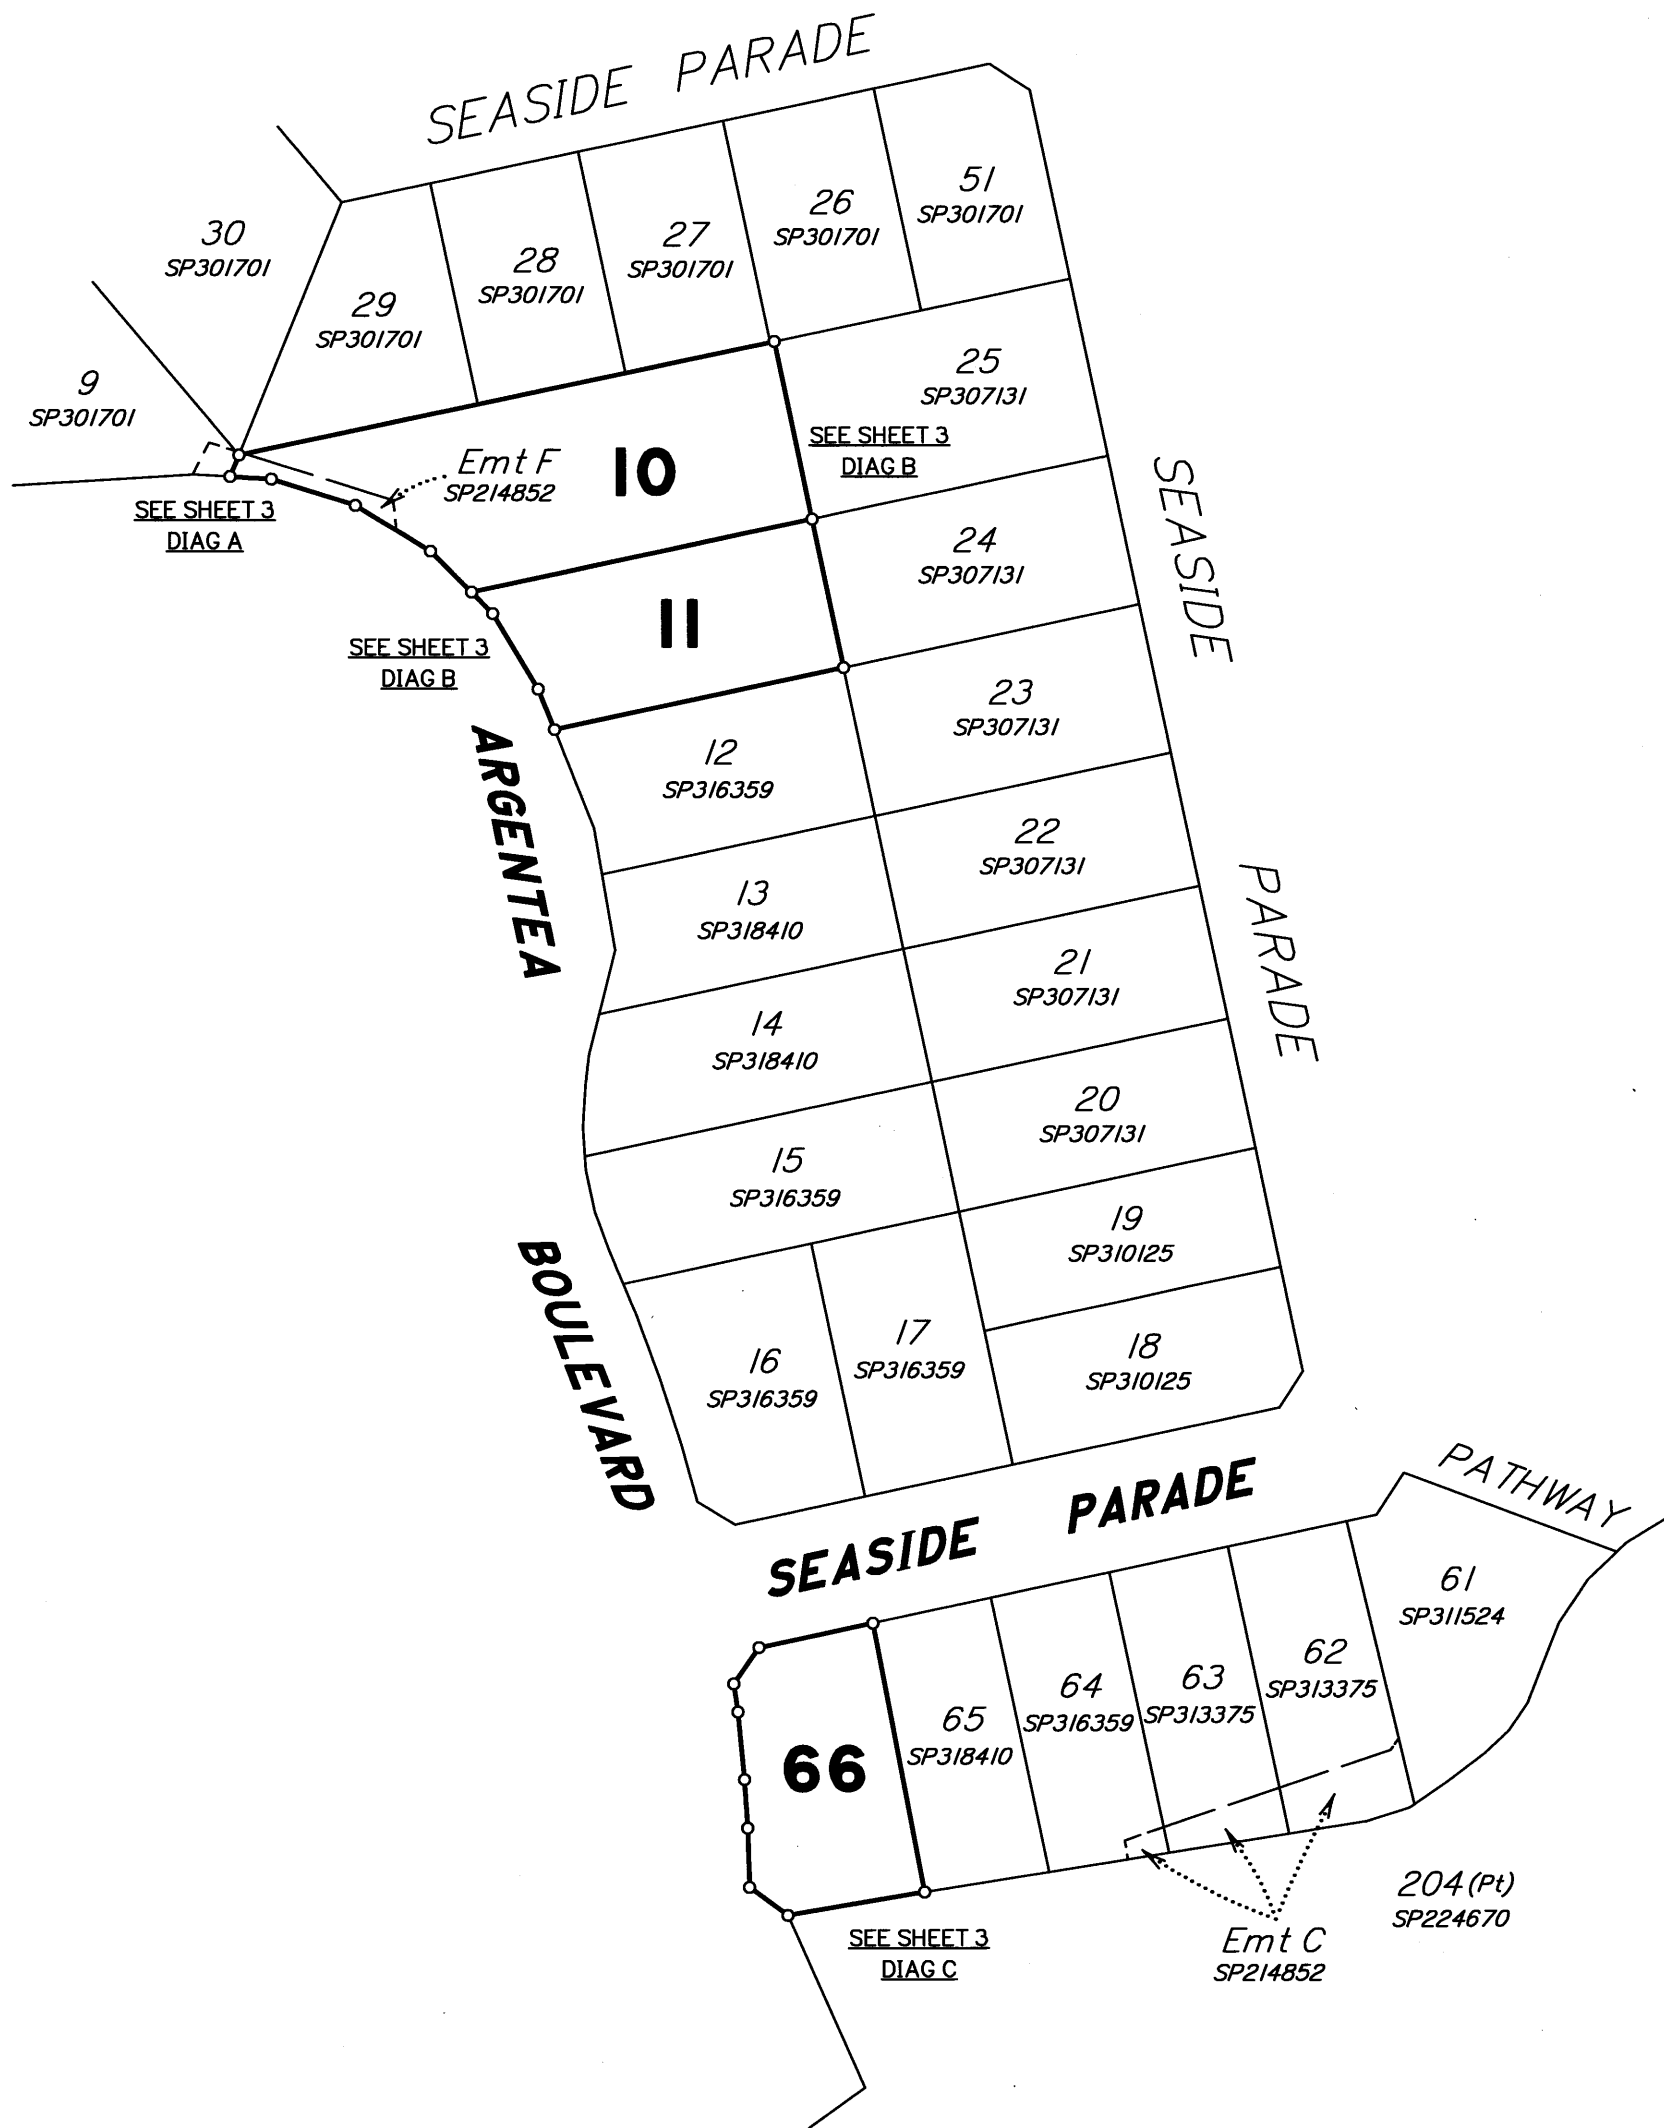 SEASIDE PARADE
51
SP301701
26
SP301701
27
SP301701
28
SP301701
29
SP301701
30
SP301701
9
SP301701
25
SP307131
SEE SHEET 3
DIAG B
10
Emt F
SP214852
SEE SHEET 3
DIAG A
24
SP307131
SEASIDE
PARADE
11
SEE SHEET 3
DIAG B
23
SP307131
12
SP316359
ARGENTEA
BOULEVARD
22
SP307131
13
SP318410
21
SP307131
14
SP318410
20
SP307131
15
SP316359
19
SP310125
17
SP316359
18
SP310125
16
SP316359
SEASIDE PARADE
PATHWAY
61
SP311524
62
SP313375
63
SP313375
64
SP316359
65
SP318410
66
204 (Pt)
SP224670
SEE SHEET 3
DIAG C
Emt C
SP214852